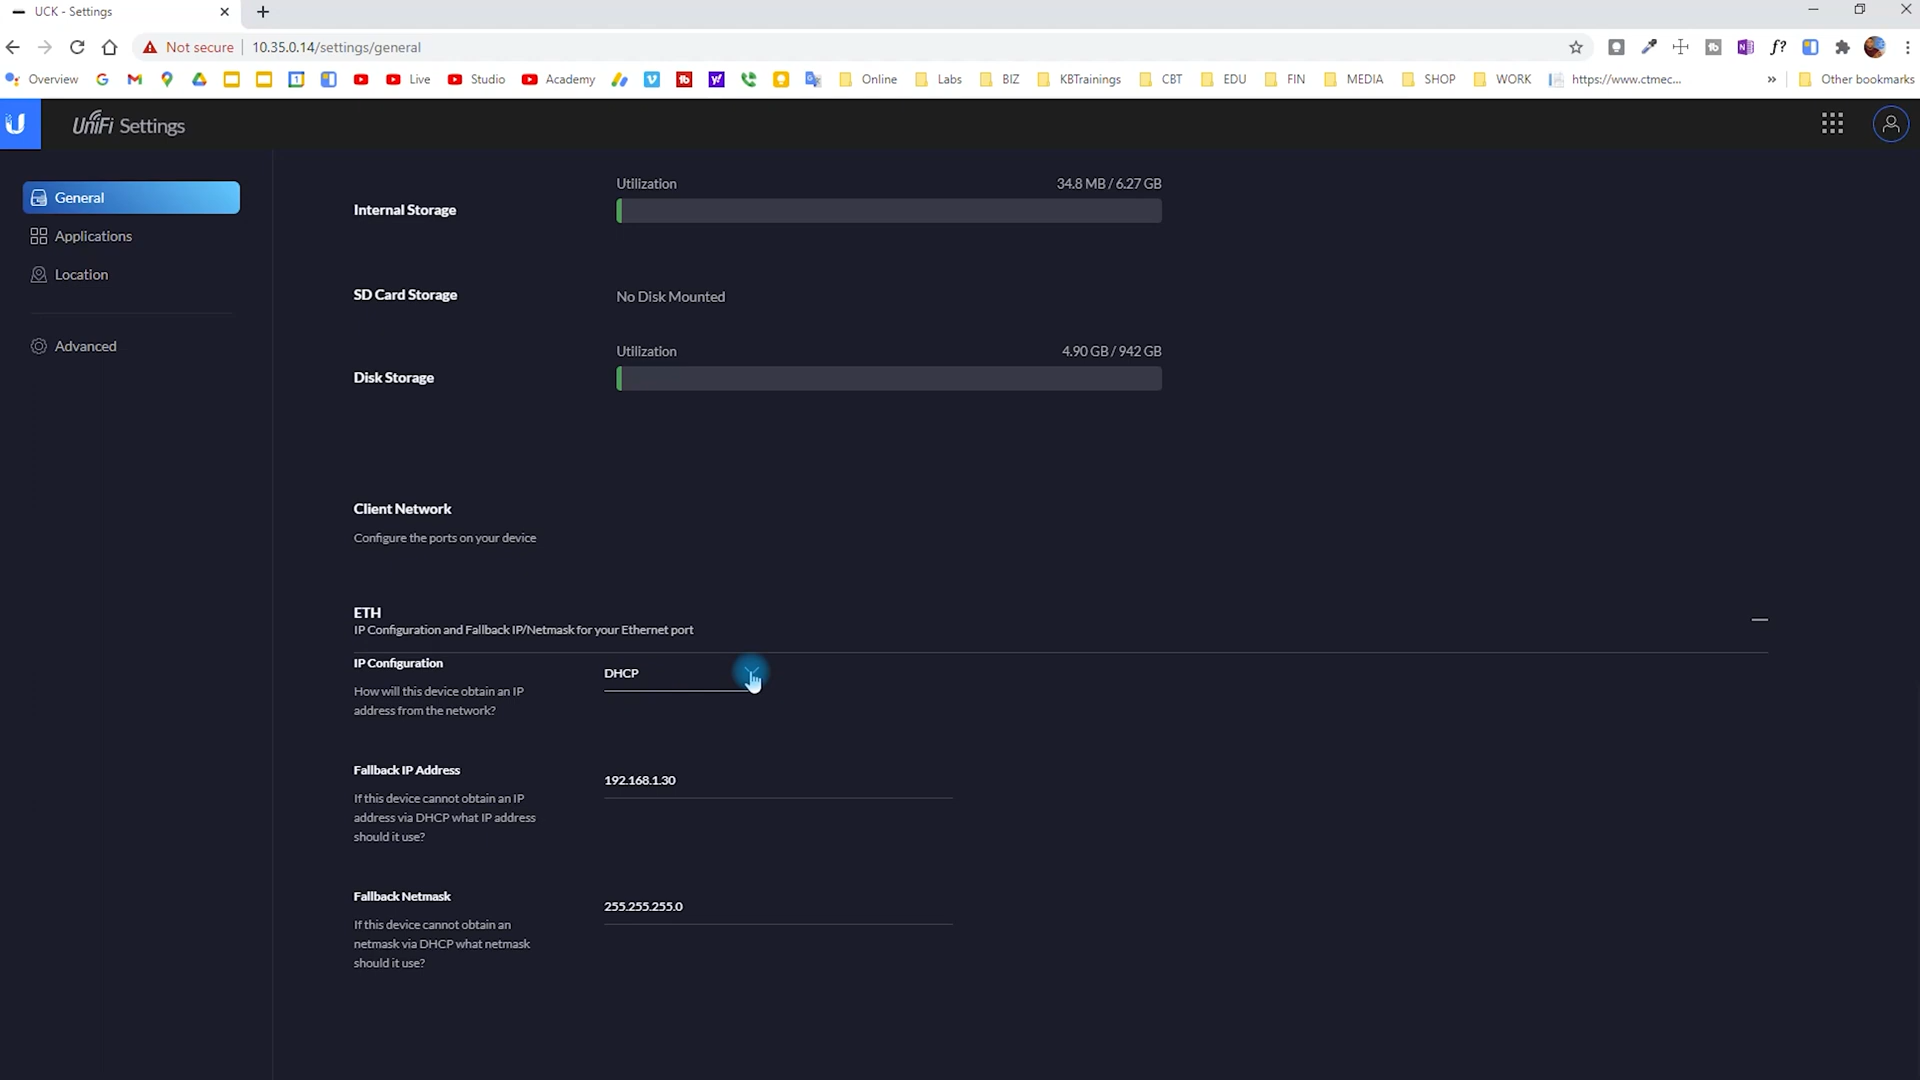 UCK - Settings
Not secure 10.35.0.14/settings/general f?
Overview Live Studio Academy Online Labs BIZ KBTrainings CBT EDU FIN MEDIA SHOP WORK https://www.ctmec... » Other bookmarks
UniFi Settings
General
Applications
Location
Advanced
Utilization 34.8 MB / 6.27 GB
Internal Storage
SD Card Storage No Disk Mounted
Utilization 4.90 GB / 942 GB
Disk Storage
Client Network
Configure the ports on your device
ETH
IP Configuration and Fallback IP/Netmask for your Ethernet port
IP Configuration
DHCP
How will this device obtain an IP
address from the network?
Fallback IP Address
192.168.1.30
If this device cannot obtain an IP
address via DHCP what IP address
should it use?
Fallback Netmask
255.255.255.0
If this device cannot obtain an
netmask via DHCP what netmask
should it use?